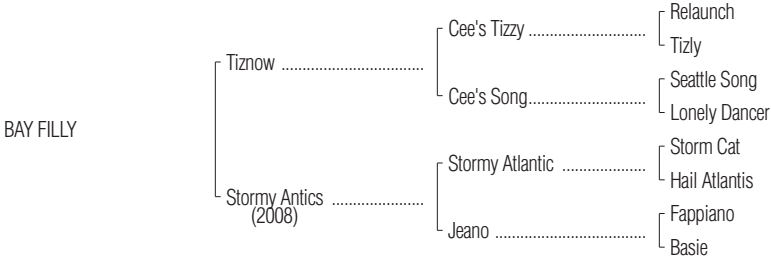 Relaunch
Cee's Tizzy ..............................
Tizly
Tiznow ....................................
Seattle Song
Cee's Song..............................
Lonely Dancer
BAY FILLY
Storm Cat
Stormy Atlantic .....................
Hail Atlantis
Stormy Antics .......................
(2008)
Fappiano
Jeano ......................................
Basie